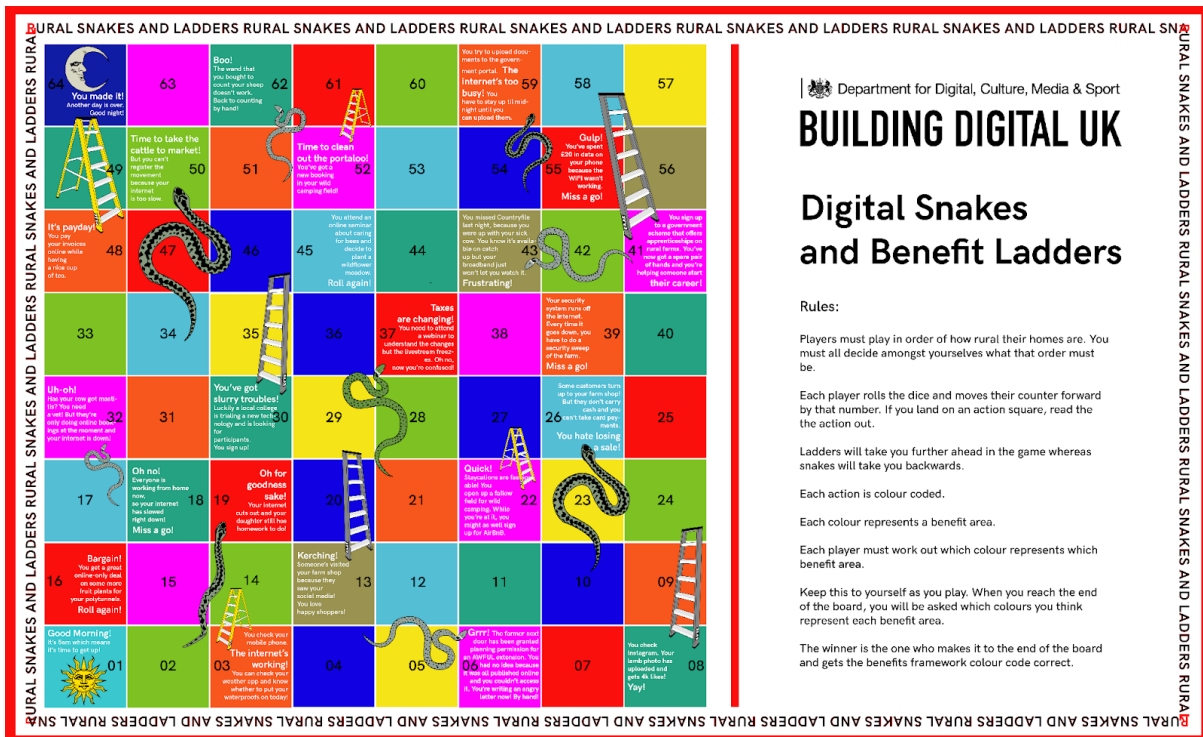 RURAL SNAKES AND LADDERS RURAL SNAKES AND LADDERS RURAL SNAKES AND LADDERS RURAL SNAKES AND LADDERS RURAL SNAKES AND LADDERS RURAL SNA
RURAL SNAKES AND LADDERS RURAL SNAKES AND LADDERS RURAL SNAKES AND LADDERS RURAL
64
You made it!
Another day is over.
Good night!
63
Boo!
The wand that
you bought to
count your sheep
doesn't work.
Back to counting
by hand!
62
61
60
You try to upload docu-
ments to the govern-
ment portal. The
internet's too
busy! You
have to stay up til mid-
night until you
can upload them.
59
58
57
49
Time to take the
cattle to market!
But you can't
register the
movement
because your
internet
is too slow.
50
51
Time to clean
out the portaloo!
You've got a
new booking
in your wild
camping field!
52
53
54
55
Gulp!
You've spent
£20 in data on
your phone
because the
WIFI wasn't
working.
Miss a go!
56
It's payday!
You pay
your invoices
online while
having
a nice cup
of tea.
48
47
46
45
You attend an
online seminar
about caring
for bees and
decide to
plant a
wildflower
meadow.
Roll again!
44
You missed Countryfile
last night, because you
were up with your sick
cow. You know it's availa-
ble on catch
up but your
broadband just
won't let you watch it.
Frustrating!
43
42
41
You sign up
to a government
scheme that offers
apprenticeships on
rural farms. You've
now got a spare pair
of hands and you're
helping someone start
their career!
33
34
35
36
37
Taxes
are changing!
You need to attend
a webinar to
understand the changes
but the livestream freez-
es. Oh no,
now you're confused!
38
Your security
system runs off
the internet.
Every time it
goes down, you
have to do a
security sweep
of the farm.
Miss a go!
39
40
Uh-oh!
Has your cow got masti-
tis? You need
a vet! But they're
only doing online book-
ings at the moment and
your internet is down!
32
31
You've got
slurry troubles!
Luckily a local college
is trialing a new tech-
nology and is looking
for
participants.
You sign up!
30
29
28
27
26
Some customers turn
up to your farm shop!
But they don't carry
cash and you
can't take card pay-
ments.
You hate losing
a sale!
25
17
Oh no!
Everyone is
working from home
now,
so your internet
has slowed
right down!
Miss a go!
18
19
Oh for
goodness
sake!
Your internet
cuts out and your
daughter still has
homework to do!
20
21
Quick!
Staycations are fash-
able! You
open up a fallow
field for wild
camping. While
you're at it, you
might as well sign
up for AirBnB.
22
23
24
16
Bargain!
You get a great
online-only deal
on some more
fruit plants for
your polytunnels.
Roll again!
15
14
Kerching!
Someone's visited
your farm shop
because they
saw your
social media!
You love
happy shoppers!
13
12
11
10
09
Good Morning!
It's 5am which means
it's time to get up!
01
02
03
You check your
mobile phone.
The internet's
working!
You can check your
weather app and know
whether to put your
waterproofs on today!
04
05
06
Grrr! The farmer next
door has been granted
planning permission for
an AWFUL extension. You
had no idea because
it was all published online
and you couldn't access
it. You're writing an angry
letter now! By hand!
07
You check
instagram. Your
lamb photo has
uploaded and
gets 4k likes!
Yay!
08
Department for Digital, Culture, Media & Sport
BUILDING DIGITAL UK
Digital Snakes
and Benefit Ladders
Rules:
Players must play in order of how rural their homes are. You
must all decide amongst yourselves what that order must
be.
Each player rolls the dice and moves their counter forward
by that number. If you land on an action square, read the
the action out.
Ladders will take you further ahead in the game whereas
snakes will take you backwards.
Each action is colour coded.
Each colour represents a benefit area.
Each player must work out which colour represents which
benefit area.
Keep this to yourself as you play. When you reach the end
of the board, you will be asked which colours you think
represent each benefit area.
The winner is the one who makes it to the end of the board
and gets the benefits framework colour code correct.
RURAL SNAKES AND LADDERS RURAL SNAKES AND LADDERS RURAL SNAKES AND LADDERS RURA
RURAL SNAKES AND LADDERS RURAL SNAKES AND LADDERS RURAL SNAKES AND LADDERS RURAL SNAKES AND LADDERS RURAL SNAKES AND LADDERS RURAL SNA